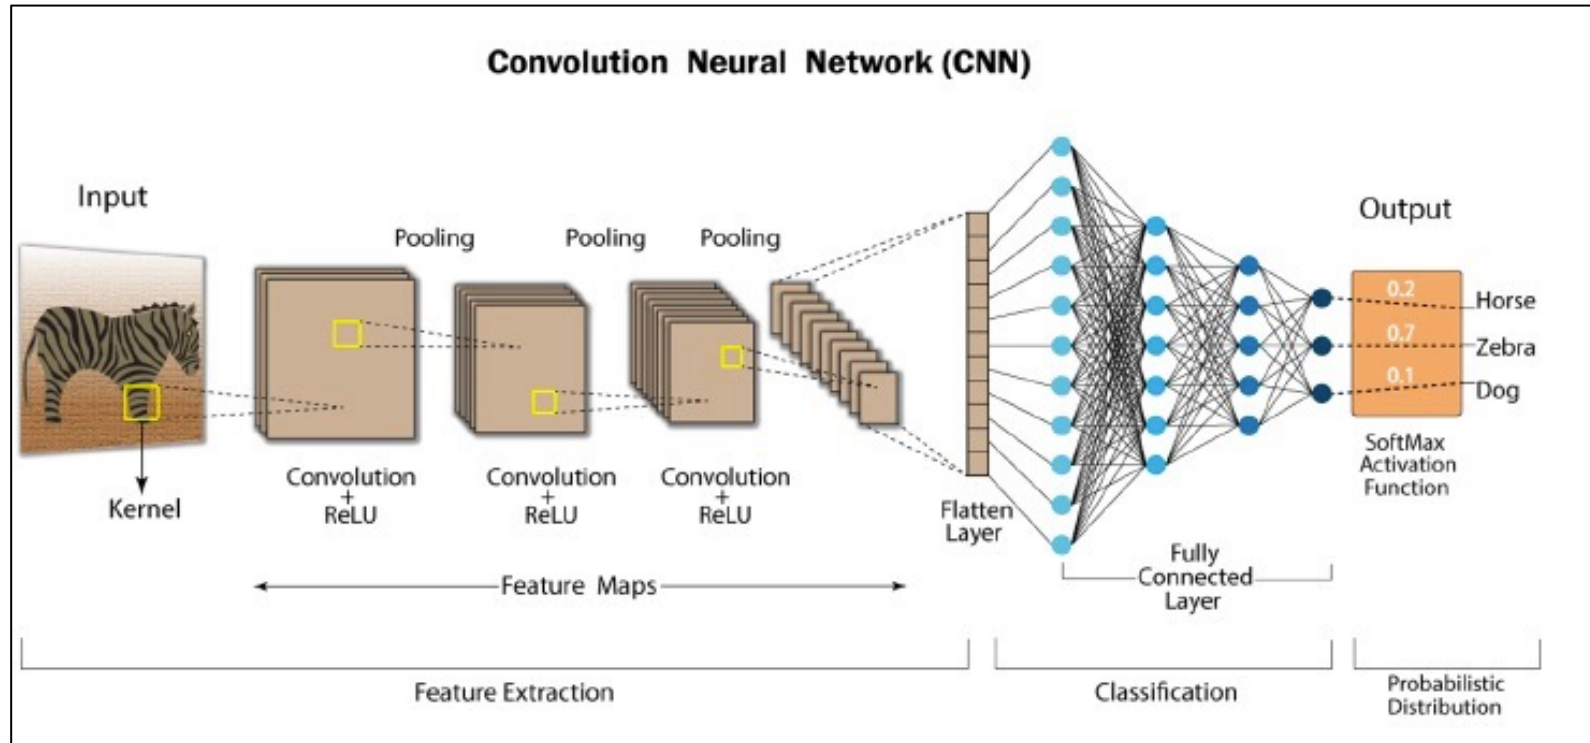 Convolution Neural Network (CNN)
Input
Pooling
Pooling
Pooling
Output
0.2
Horse
0.7
Zebra
0.1
Dog
Kernel
Convolution
+
ReLU
Convolution
+
ReLU
Convolution
+
ReLU
Flatten
Layer
SoftMax
Activation
Function
Feature Maps
Fully
Connected
Layer
Feature Extraction
Classification
Probabilistic
Distribution